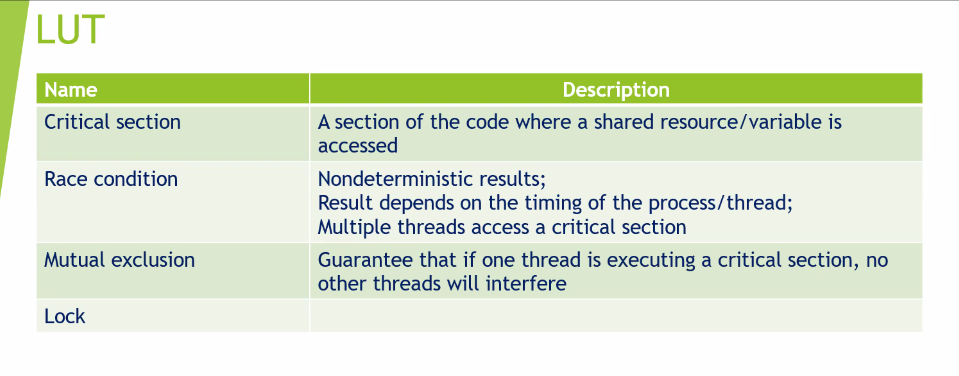 LUT
Name Description
Critical section A section of the code where a shared resource/variable is
accessed
Race condition Nondeterministic results;
Result depends on the timing of the process/thread;
Multiple threads access a critical section
Mutual exclusion Guarantee that if one thread is executing a critical section, no
other threads will interfere
Lock